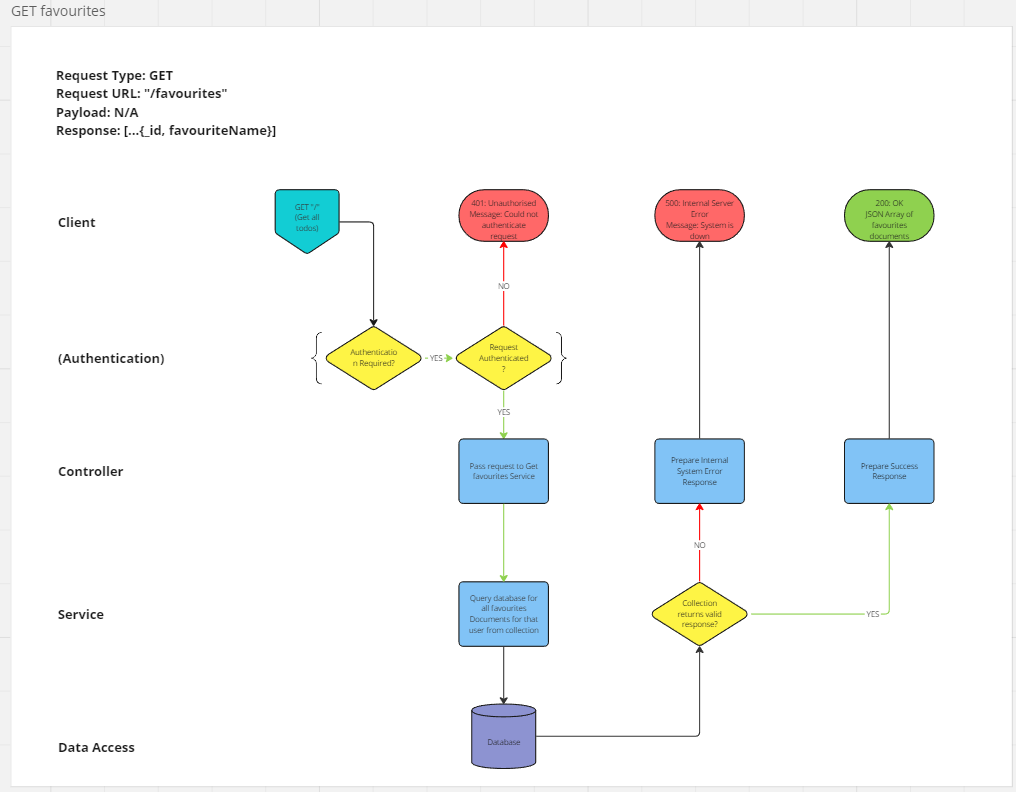 GET favourites
Request Type: GET
Request URL: "/favourites"
Payload: N/A
Response: [...{_id, favouriteName}]
Client
GET "/"
(Get all
todos)
401: Unauthorised
Message: Could not
authenticate
request
500: Internal Server
Error
Message: System is
down
200: OK
JSON Array of
favourites
documents
NO
(Authentication)
Authenticatio
n Required?
YES
Request
Authenticated
?
YES
Controller
Pass request to Get
favourites Service
Prepare Internal
System Error
Response
Prepare Success
Response
NO
Service
Query database for
all favourites
Documents for that
user from collection
Collection
returns valid
response?
YES
Data Access
Database